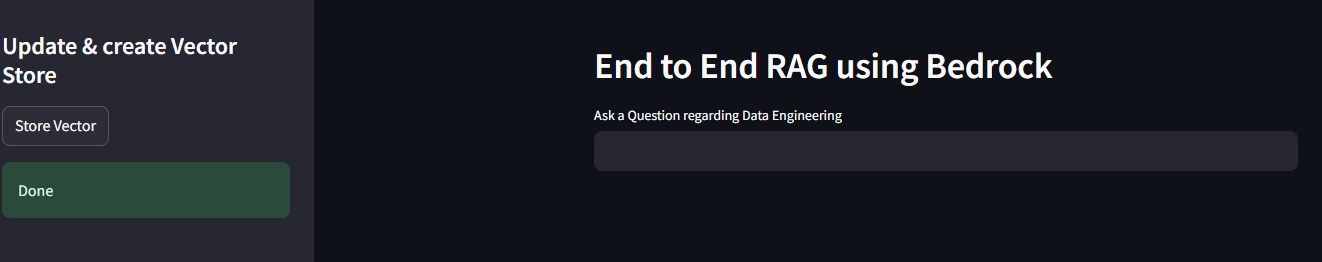 Update & create Vector
Store
Store Vector
Done
End to End RAG using Bedrock
Ask a Question regarding Data Engineering